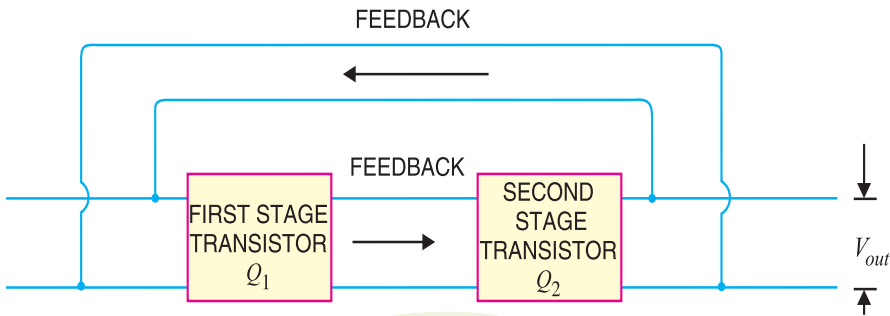 FEEDBACK
FEEDBACK
FIRST STAGE
TRANSISTOR
Q1
SECOND
STAGE
TRANSISTOR
Q2
Vout